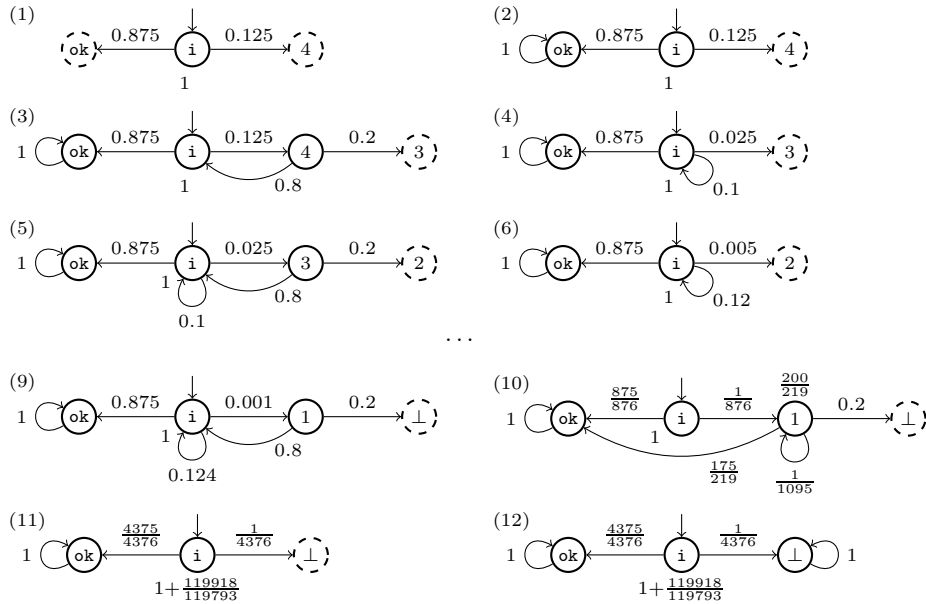 (1) (2)
0.875 0.125 0.875 0.125
ok i 4 1 ok i 4
1 1
(3) (4)
0.875 0.125 0.2 0.875 0.025
1 ok i 4 3 1 ok i 3
1 0.8 1 0.1
(5) (6)
0.875 0.025 0.2 0.875 0.005
1 ok i 3 2 1 ok i 2
1 0.8 1 0.12
0.1
...
(9) (10)
0.875 0.001 0.2 875/876 1/876 200/219 0.2
1 ok i 1 ⊥ 1 ok i 1 ⊥
1 0.8 1
0.124 175/219 1/1095
(11) (12)
4375/4376 1/4376 4375/4376 1/4376
1 ok i ⊥ 1 ok i ⊥ 1
1+119918/119793 1+119918/119793